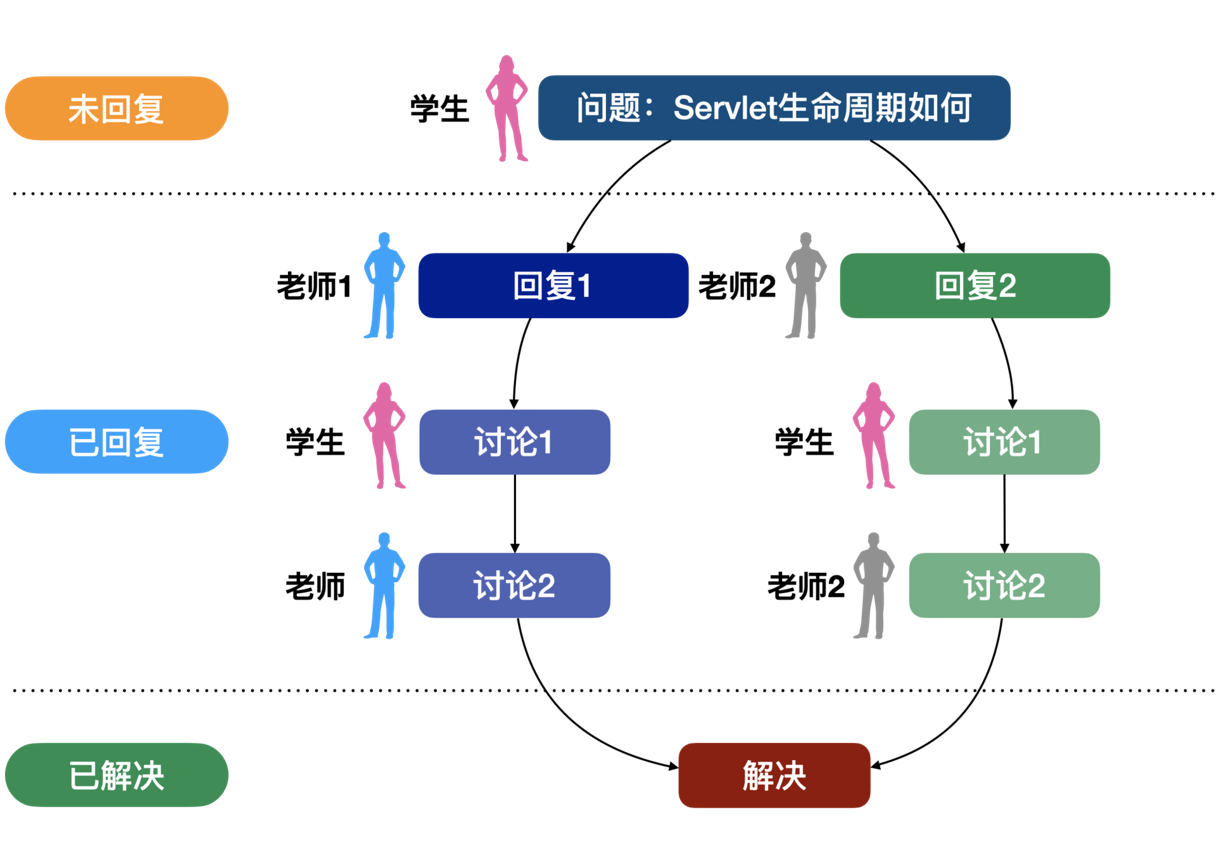 未回复
学生
问题：Servlet生命周期如何
老师1
回复1
老师2
回复2
已回复
学生
讨论1
学生
讨论1
老师
讨论2
老师2
讨论2
已解决
解决